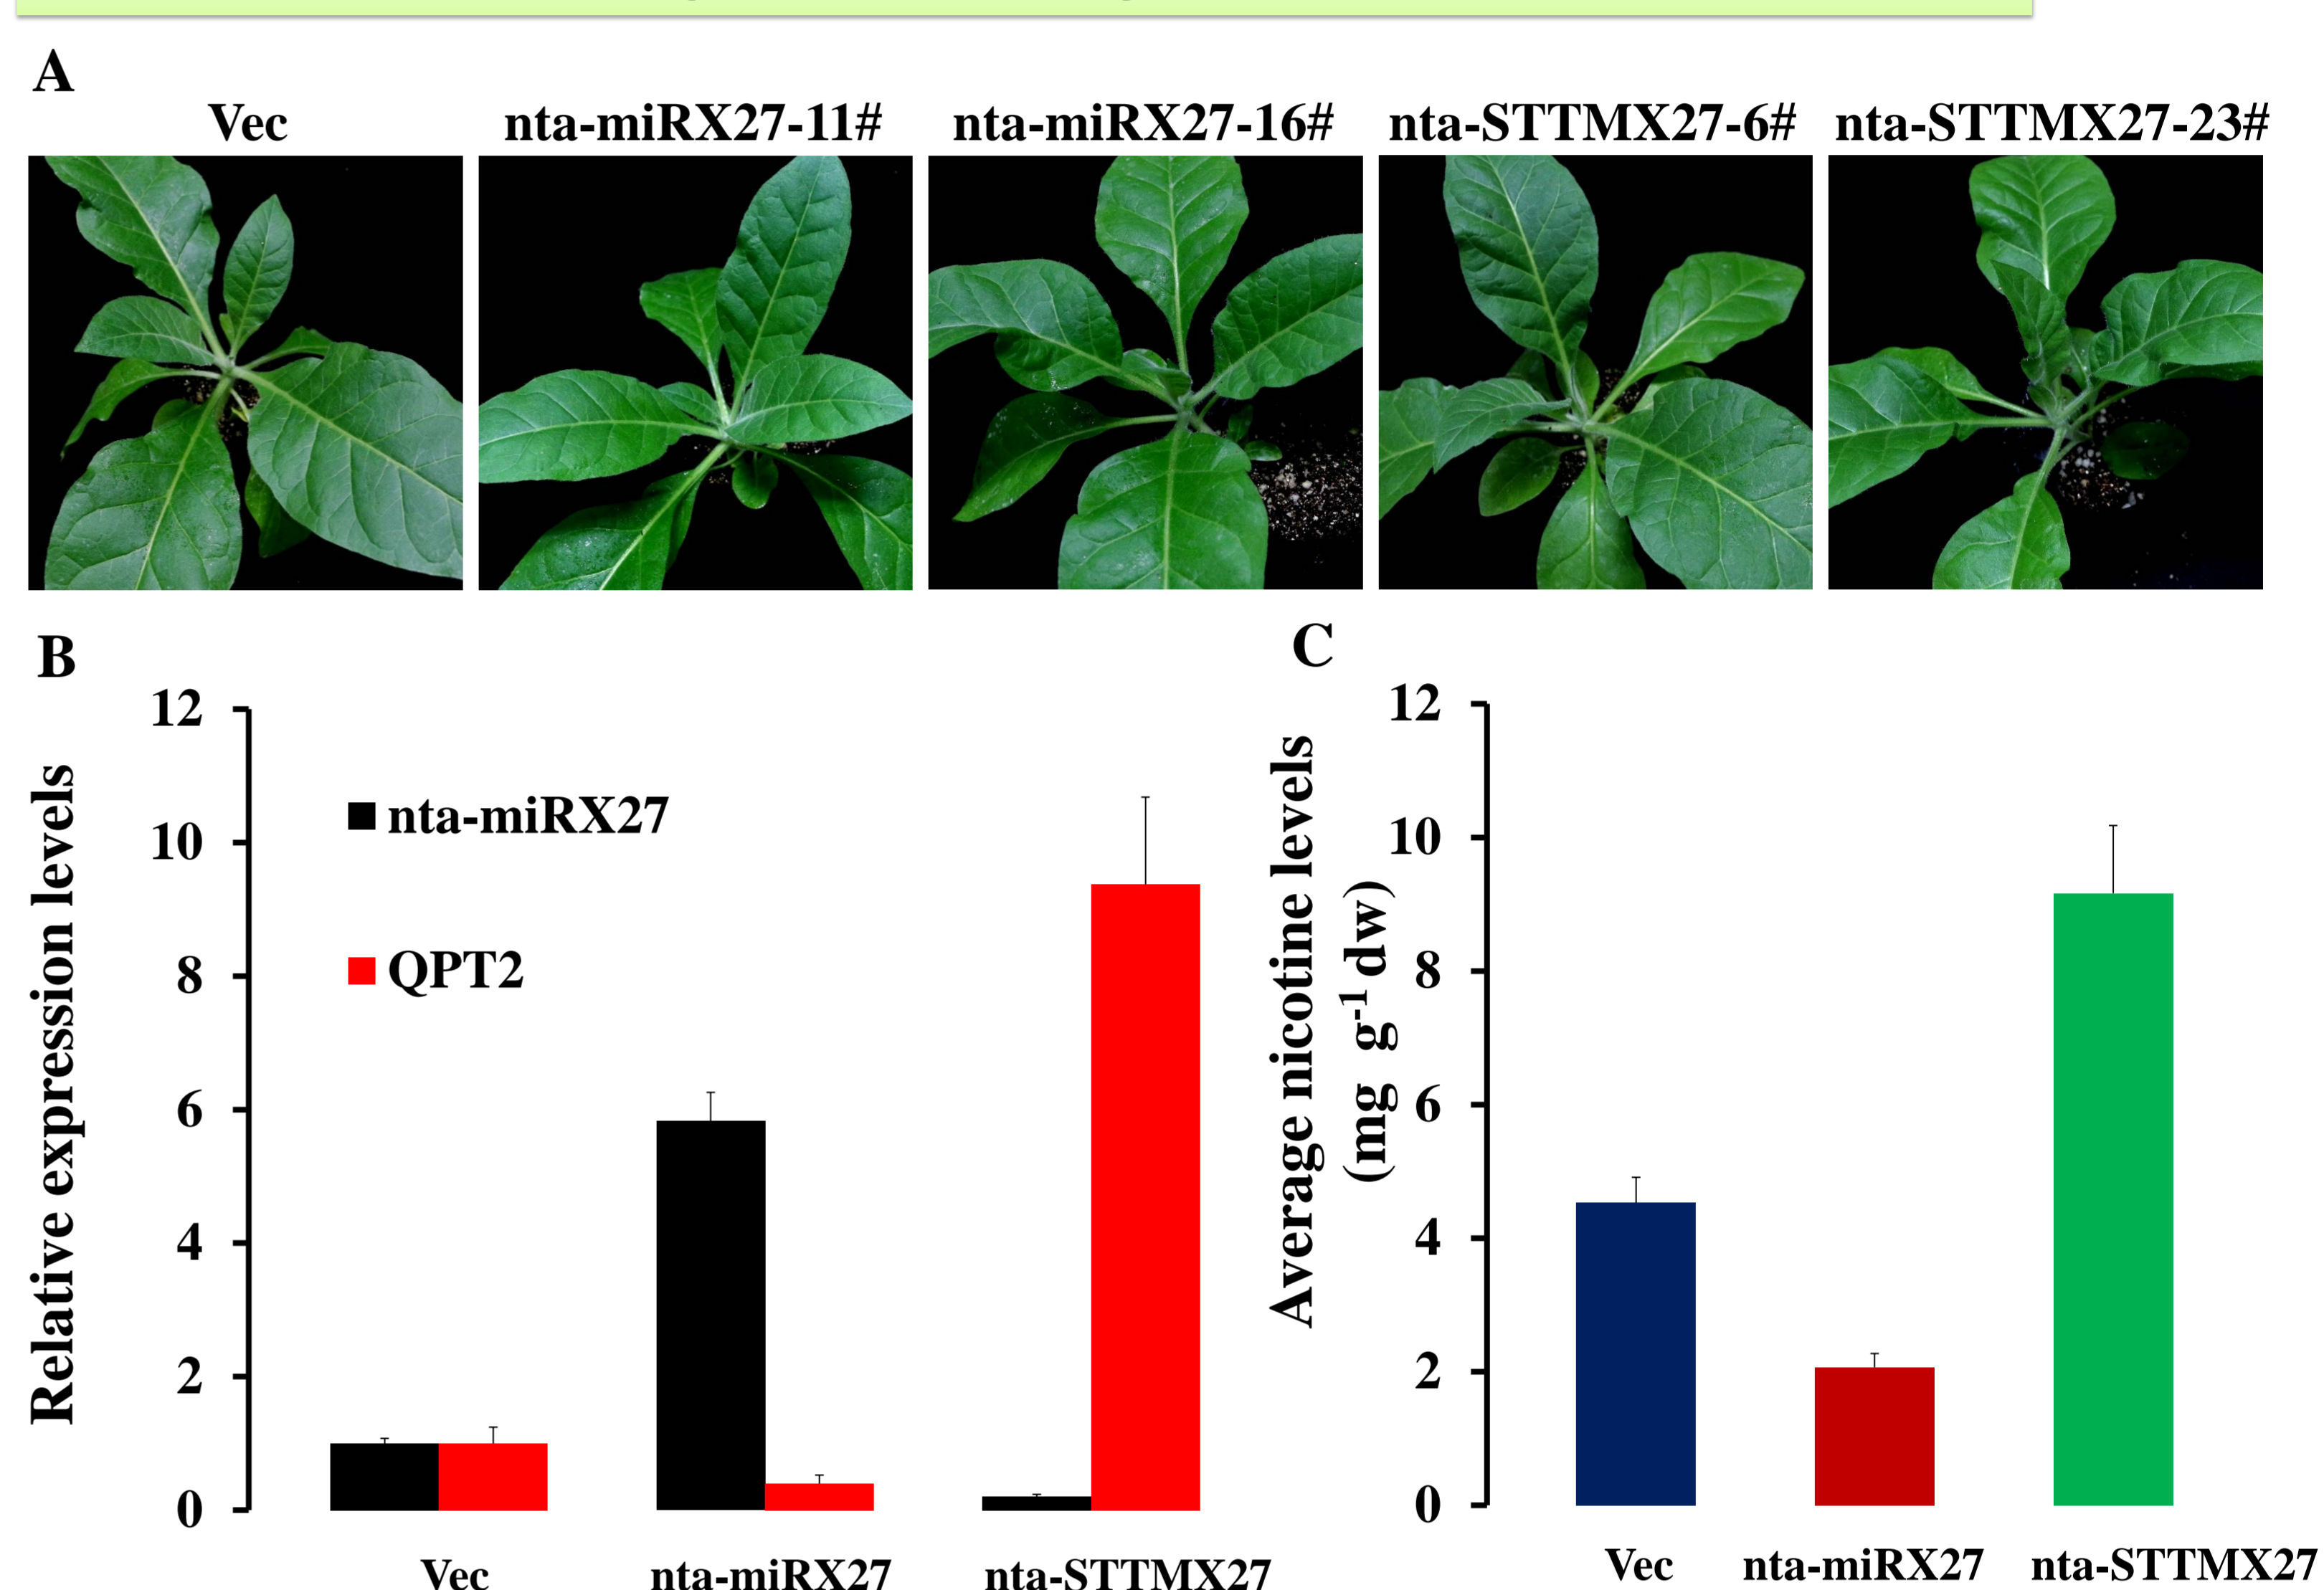 A
Vec
nta-miRX27-11#
nta-miRX27-16#
nta-STTMX27-6#
nta-STTMX27-23#
B
Relative expression levels
12
10
8
6
4
2
0
nta-miRX27
QPT2
Vec
nta-miRX27
nta-STTMX27
C
Average nicotine levels
(mg g⁻¹ dw)
12
10
8
6
4
2
0
Vec
nta-miRX27
nta-STTMX27